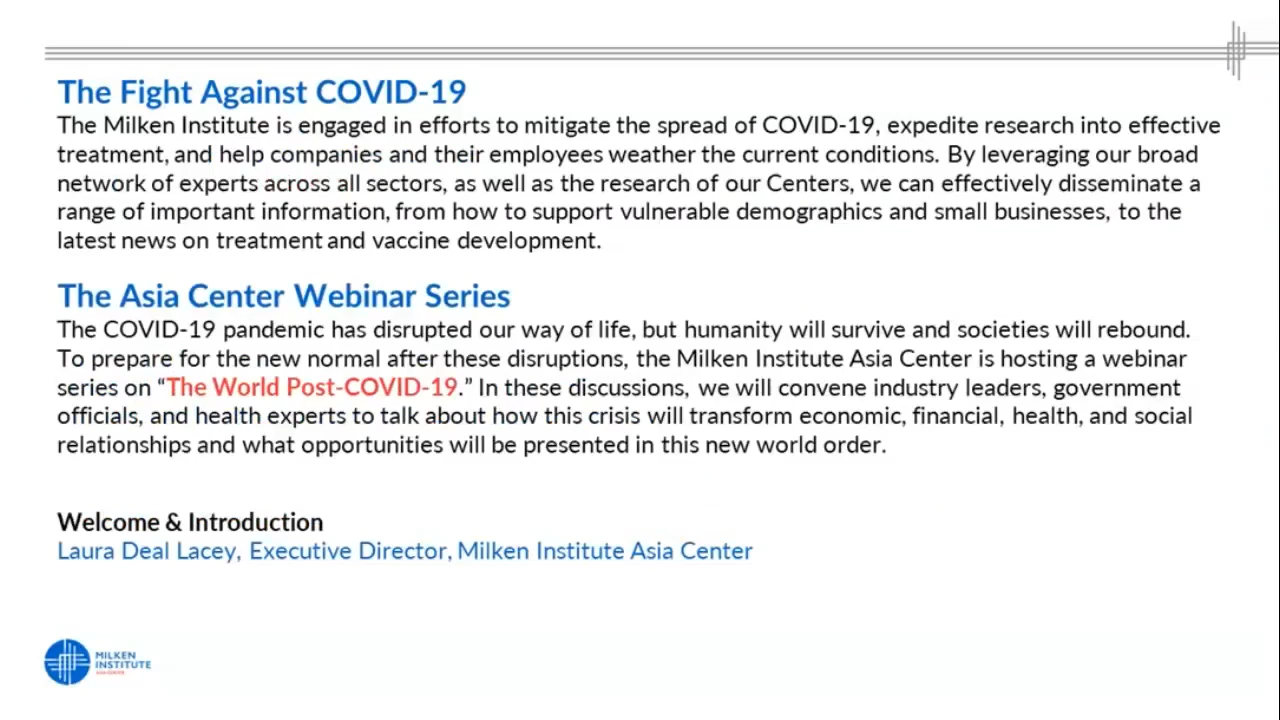 The Fight Against COVID-19
The Milken Institute is engaged in efforts to mitigate the spread of COVID-19, expedite research into effective
treatment, and help companies and their employees weather the current conditions. By leveraging our broad
network of experts across all sectors, as well as the research of our Centers, we can effectively disseminate a
range of important information, from how to support vulnerable demographics and small businesses, to the
latest news on treatment and vaccine development.
The Asia Center Webinar Series
The COVID-19 pandemic has disrupted our way of life, but humanity will survive and societies will rebound.
To prepare for the new normal after these disruptions, the Milken Institute Asia Center is hosting a webinar
series on “The World Post-COVID-19.” In these discussions, we will convene industry leaders, government
officials, and health experts to talk about how this crisis will transform economic, financial, health, and social
relationships and what opportunities will be presented in this new world order.
Welcome & Introduction
Laura Deal Lacey, Executive Director, Milken Institute Asia Center
MILKEN
INSTITUTE
ASIA CENTER